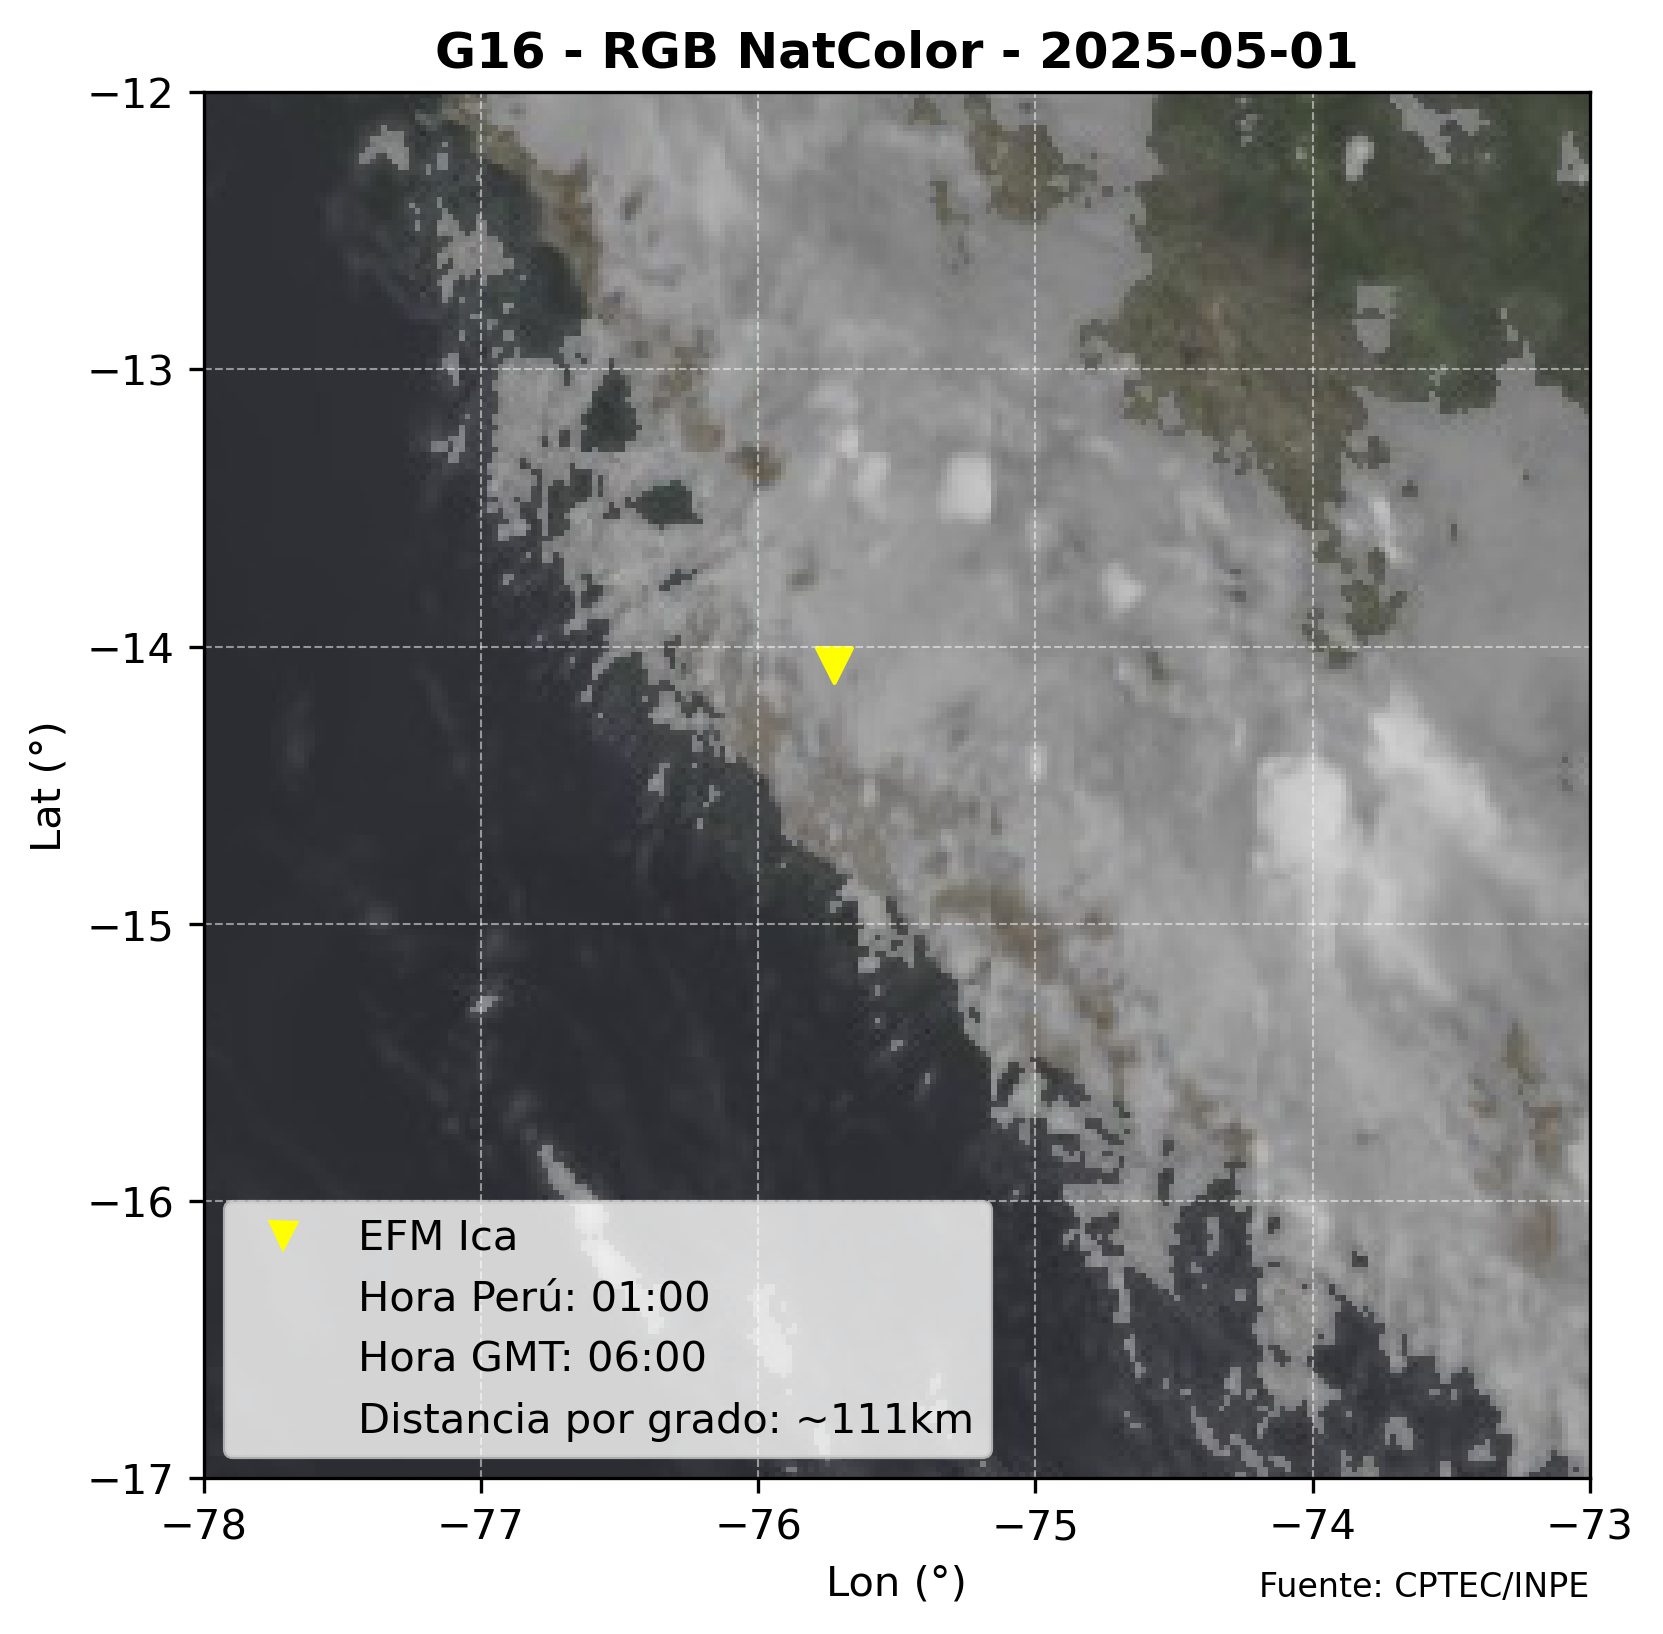 G16 - RGB NatColor - 2025-05-01
−12
−13
−14
−15
−16
−17
Lat (°)
EFM Ica
Hora Perú: 01:00
Hora GMT: 06:00
Distancia por grado: ~111km
−78 −77 −76 −75 −74 −73
Lon (°)
Fuente: CPTEC/INPE